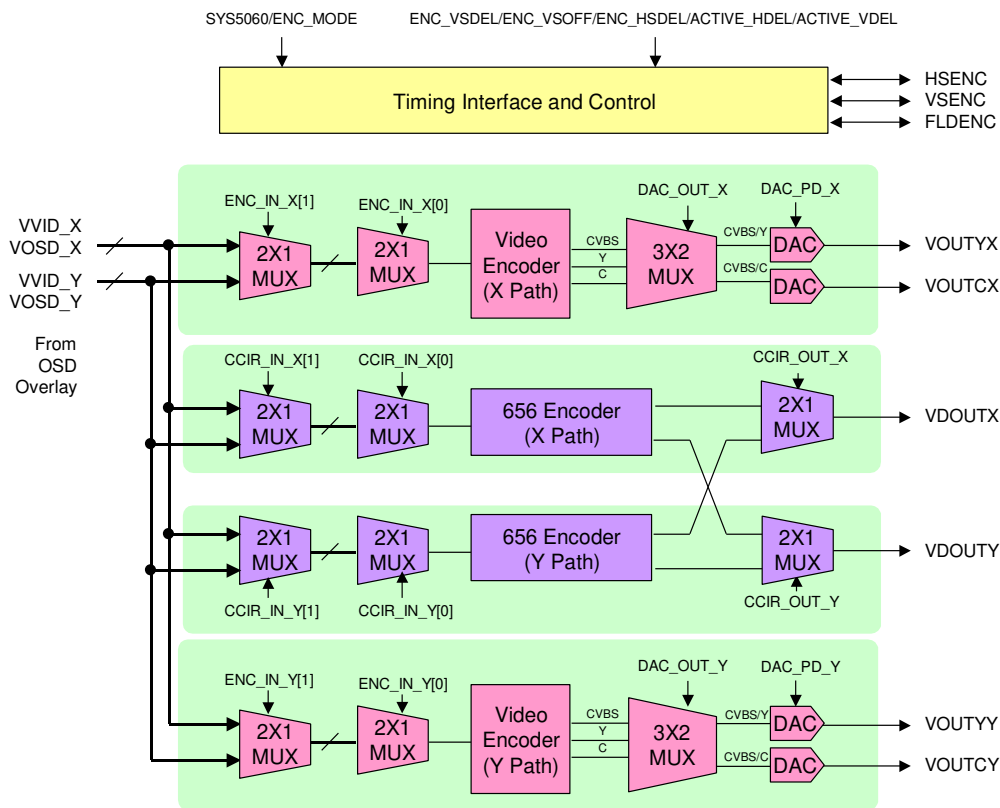 SYS5060/ENC_MODE
ENC_VSDEL/ENC_VSOFF/ENC_HSDEL/ACTIVE_HDEL/ACTIVE_VDEL
Timing Interface and Control
HSENC
VSENC
FLDENC
VVID_X
VOSD_X
VVID_Y
VOSD_Y
From
OSD
Overlay
ENC_IN_X[1]
2X1
MUX
ENC_IN_X[0]
2X1
MUX
Video
Encoder
(X Path)
CVBS
Y
C
DAC_OUT_X
3X2
MUX
CVBS/Y
CVBS/C
DAC_PD_X
DAC
DAC
VOUTYX
VOUTCX
CCIR_IN_X[1]
2X1
MUX
CCIR_IN_X[0]
2X1
MUX
656 Encoder
(X Path)
CCIR_OUT_X
2X1
MUX
VDOUTX
2X1
MUX
CCIR_IN_Y[1]
2X1
MUX
CCIR_IN_Y[0]
656 Encoder
(Y Path)
2X1
MUX
CCIR_OUT_Y
VDOUTY
ENC_IN_Y[1]
2X1
MUX
ENC_IN_Y[0]
2X1
MUX
Video
Encoder
(Y Path)
CVBS
Y
C
DAC_OUT_Y
3X2
MUX
CVBS/Y
CVBS/C
DAC_PD_Y
DAC
DAC
VOUTYY
VOUTCY